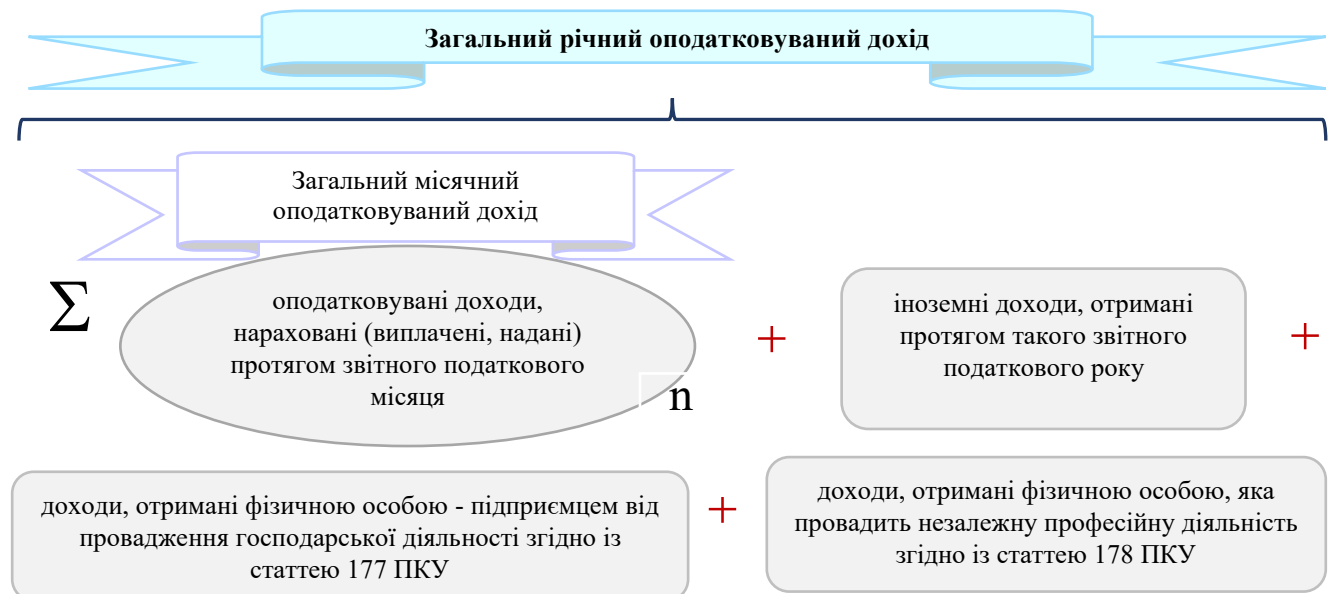 Загальний річний оподатковуваний дохід
Загальний місячний
оподатковуваний дохід
Σ
оподатковувані доходи,
нараховані (виплачені, надані)
протягом звітного податкового
місяця
n
+
іноземні доходи, отримані
протягом такого звітного
податкового року
+
доходи, отримані фізичною особою - підприємцем від
провадження господарської діяльності згідно із
статтею 177 ПКУ
+
доходи, отримані фізичною особою, яка
провадить незалежну професійну діяльність
згідно із статтею 178 ПКУ